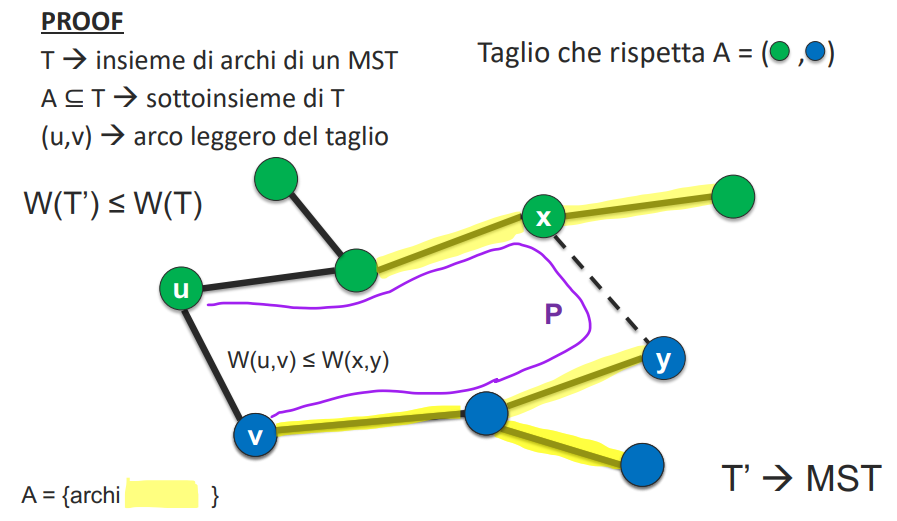 PROOF
T → insieme di archi di un MST
A ⊆ T → sottoinsieme di T
(u,v) → arco leggero del taglio
Taglio che rispetta A = ( , )
W(T’) ≤ W(T)
x
u
P
W(u,v) ≤ W(x,y)
y
v
T’ → MST
A = {archi }